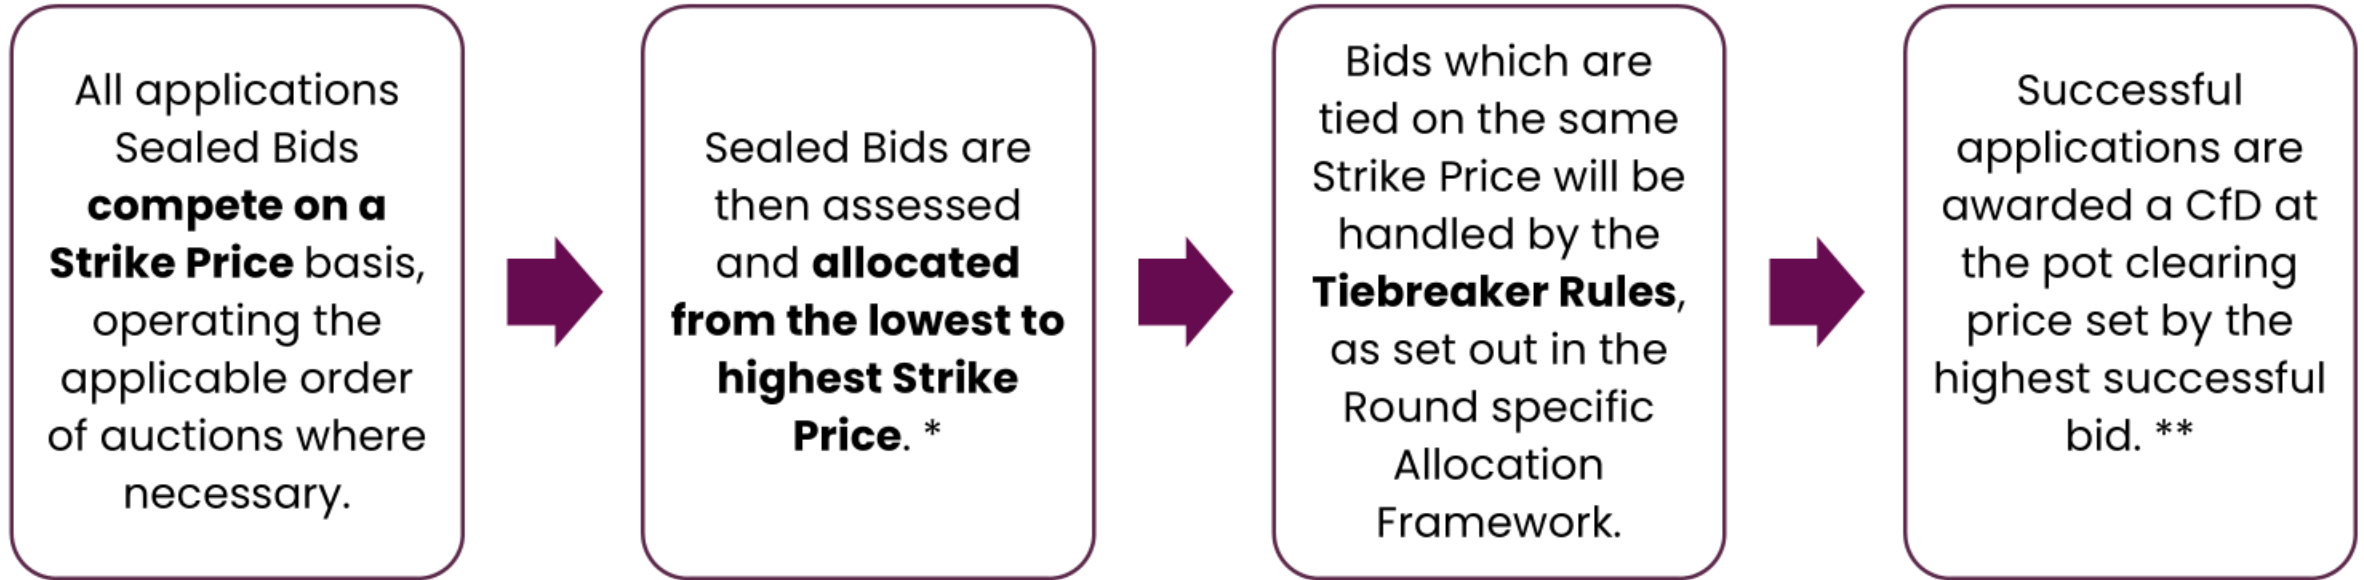 All applications
Sealed Bids
compete on a
Strike Price basis,
operating the
applicable order
of auctions where
necessary.
Sealed Bids are
then assessed
and allocated
from the lowest to
highest Strike
Price. *
Bids which are
tied on the same
Strike Price will be
handled by the
Tiebreaker Rules,
as set out in the
Round specific
Allocation
Framework.
Successful
applications are
awarded a CfD at
the pot clearing
price set by the
highest successful
bid. **